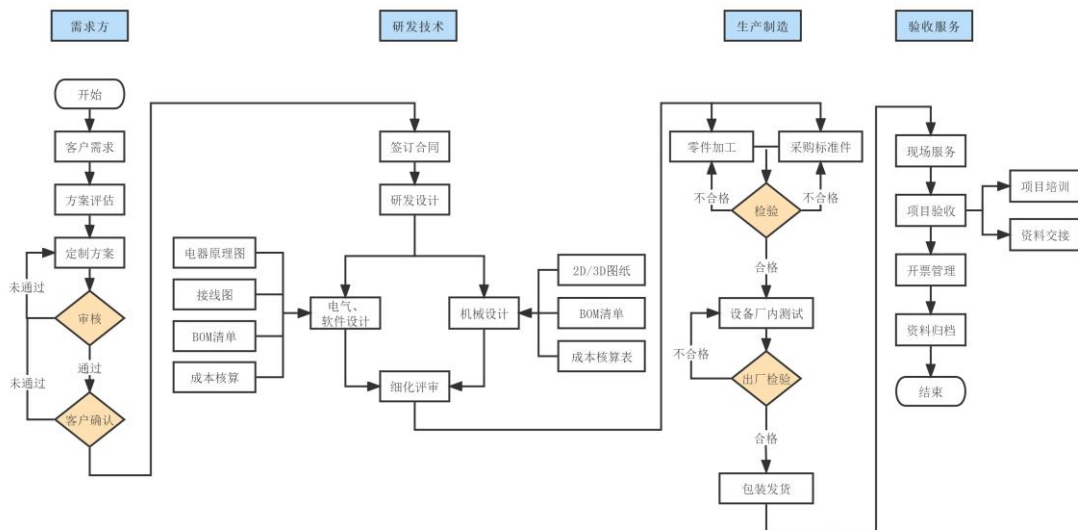 需求方
研发技术
生产制造
验收服务
开始
客户需求
方案评估
定制方案
未通过
审核
通过
未通过
客户确认
签订合同
研发设计
电器原理图
接线图
BOM清单
成本核算
电气、
软件设计
机械设计
2D/3D图纸
BOM清单
成本核算表
细化评审
零件加工
采购标准件
不合格
不合格
检验
合格
设备厂内测试
不合格
出厂检验
合格
包装发货
现场服务
项目验收
项目培训
资料交接
开票管理
资料归档
结束